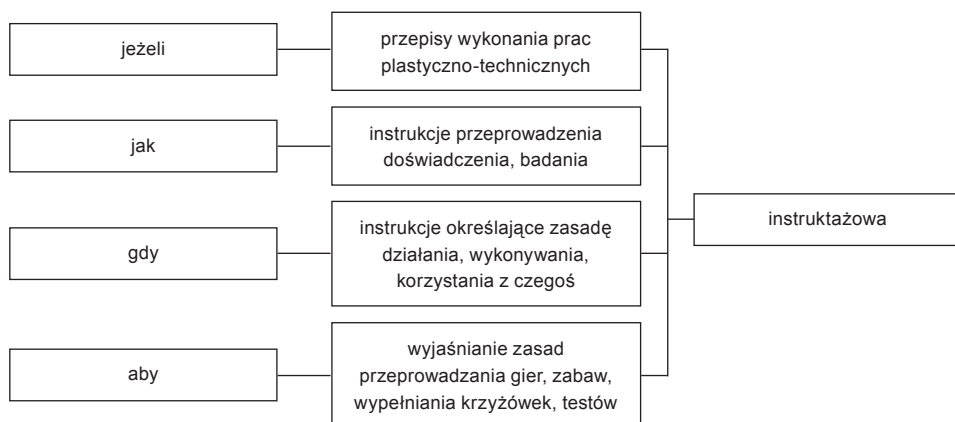 jeżeli
przepisy wykonania prac
plastyczno-technicznych
jak
instrukcje przeprowadzenia
doświadczenia, badania
instruktażowa
gdy
instrukcje określające zasadę
działania, wykonywania,
korzystania z czegoś
aby
wyjaśnianie zasad
przeprowadzania gier, zabaw,
wypełniania krzyżówek, testów